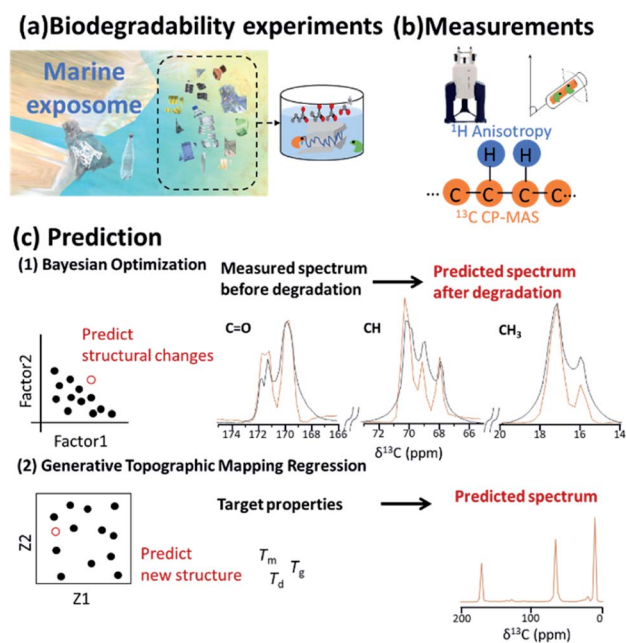 (a)Biodegradability experiments
(b)Measurements
Marine
exposome
¹H Anisotropy
H H
··· C C C C ···
¹³C CP-MAS
(c) Prediction
(1) Bayesian Optimization
Measured spectrum
before degradation
Predicted spectrum
after degradation
Predict
structural changes
Factor2
Factor1
C=O
CH
CH₃
174 172 170 168 166
72 70 68 66
20 18 16 14
δ¹³C (ppm)
(2) Generative Topographic Mapping Regression
Target properties
Predicted spectrum
Z2
Z1
Predict
new structure
Tm
Td Tg
200 100 0
δ¹³C (ppm)